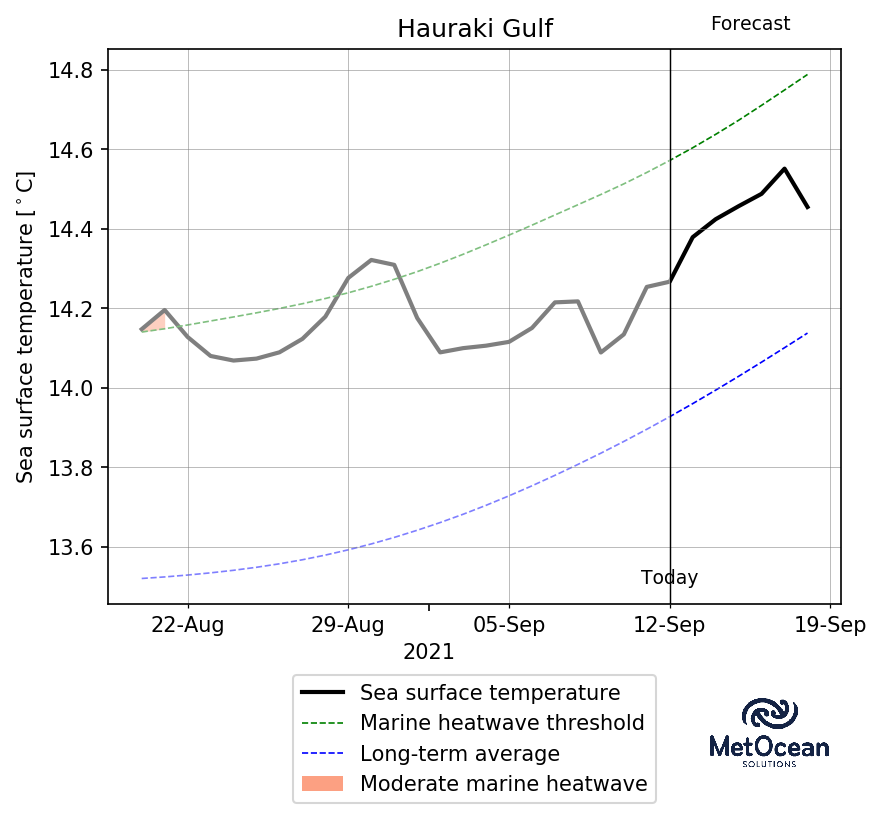 Forecast
Hauraki Gulf
Sea surface temperature [°C]
14.8
14.6
14.4
14.2
14.0
13.8
13.6
Today
22-Aug 29-Aug 05-Sep 12-Sep 19-Sep
2021
Sea surface temperature
Marine heatwave threshold
Long-term average
Moderate marine heatwave
MetOcean
SOLUTIONS